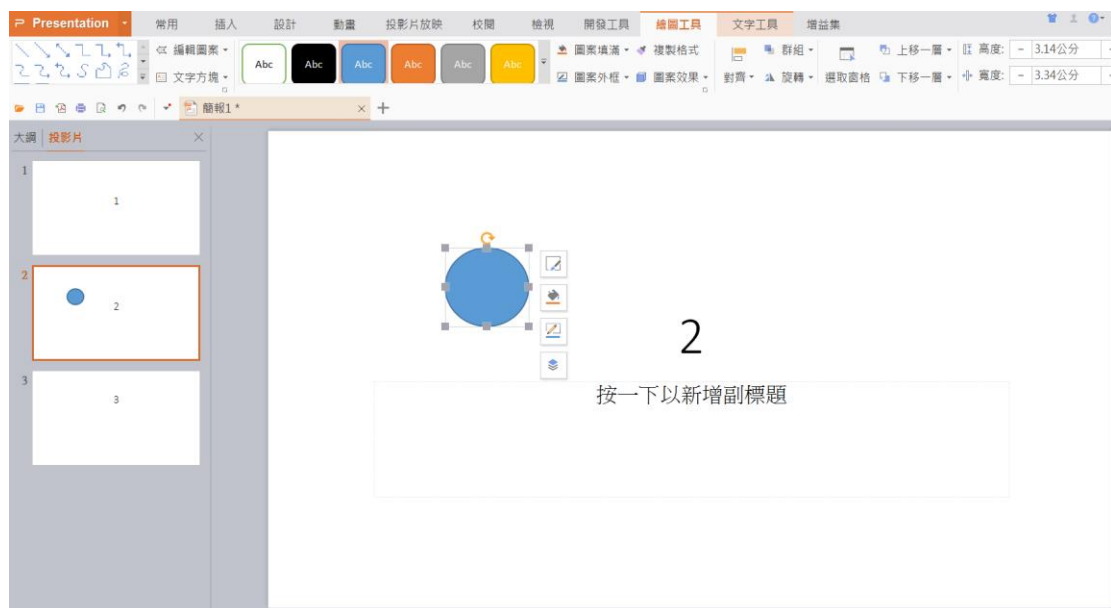 Presentation 常用 插入 設計 動畫 投影片放映 校閱 檢視 開發工具 繪圖工具 文字工具 增益集
編輯圖案 Abc Abc Abc Abc Abc Abc 圖案填滿 複製格式 群組 上移一層 高度: - 3.14公分
文字方塊 圖案外框 圖案效果 對齊 旋轉 選取窗格 下移一層 寬度: - 3.34公分
簡報1 *
大綱 投影片
1
1
2
2
3
3
2
按一下以新增副標題